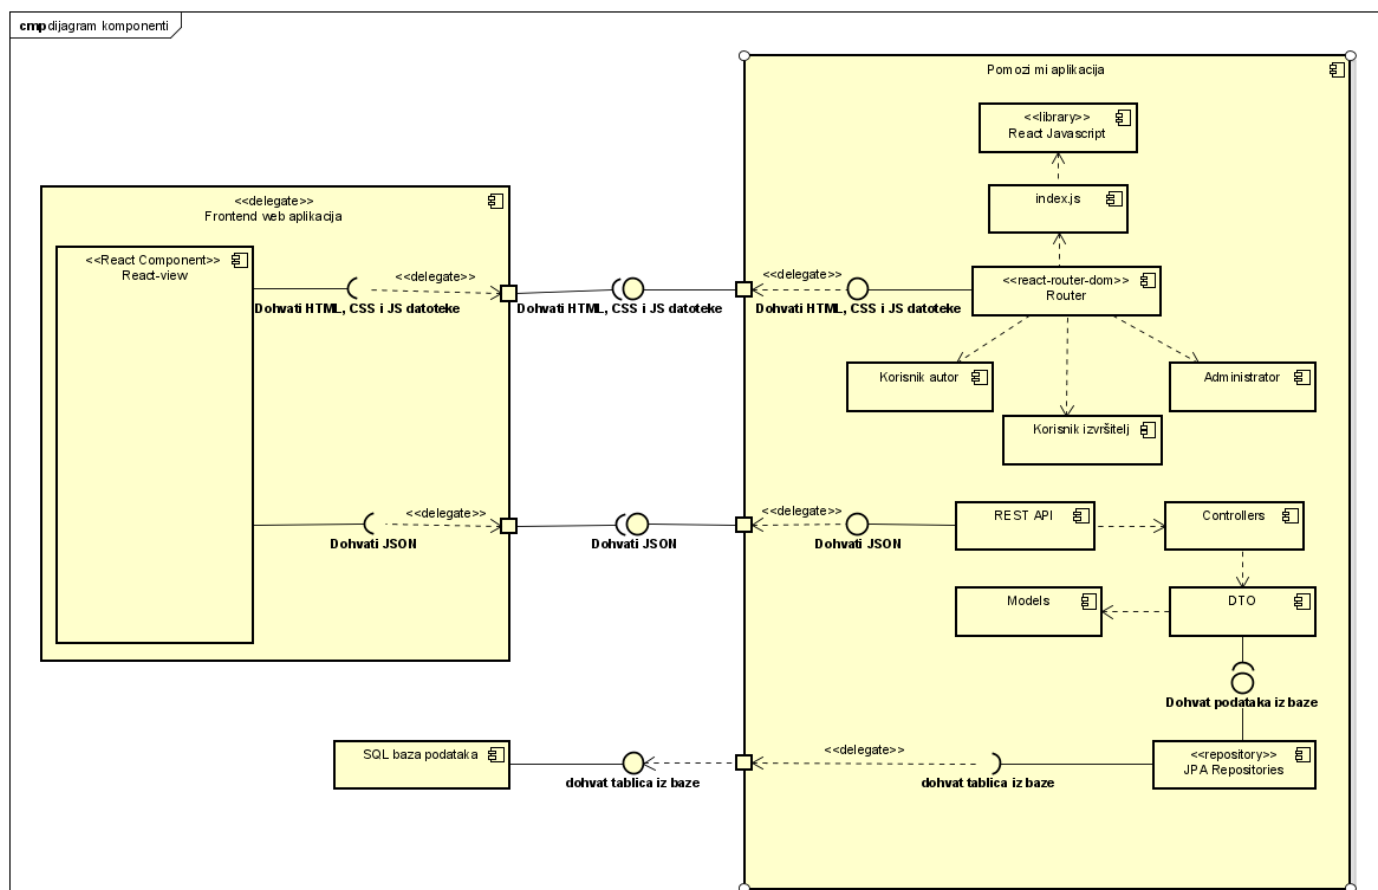 cmp dijagram komponenti
Pomozi mi aplikacija
<<library>>
React Javascript
index.js
<<delegate>>
Frontend web aplikacija
<<React Component>>
React-view
<<delegate>>
Dohvati HTML, CSS i JS datoteke
Dohvati HTML, CSS i JS datoteke
<<delegate>>
Dohvati HTML, CSS i JS datoteke
<<react-router-dom>>
Router
Korisnik autor
Administrator
Korisnik izvršitelj
<<delegate>>
Dohvati JSON
Dohvati JSON
<<delegate>>
Dohvati JSON
REST API
Controllers
Models
DTO
Dohvat podataka iz baze
SQL baza podataka
dohvat tablica iz baze
<<delegate>>
dohvat tablica iz baze
<<repository>>
JPA Repositories